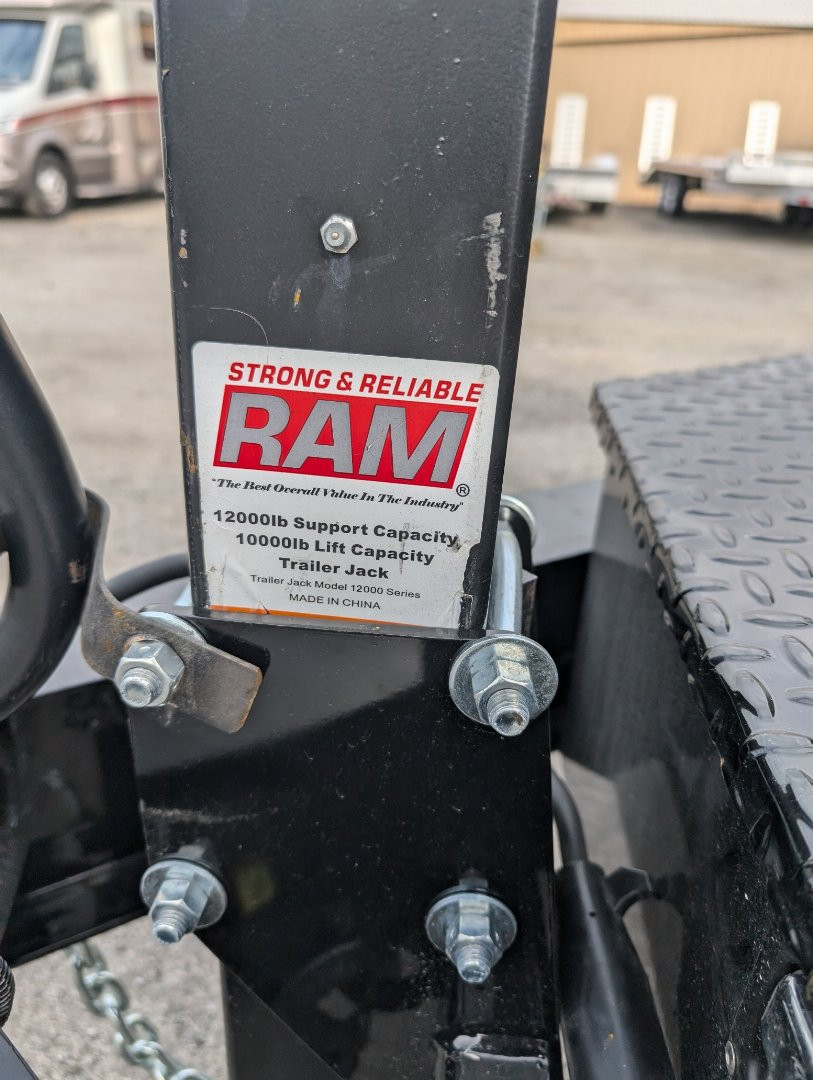 STRONG & RELIABLE
RAM
®
"The Best Overall Value In The Industry"
12000lb Support Capacity
10000lb Lift Capacity
Trailer Jack
Trailer Jack Model 12000 Series
MADE IN CHINA